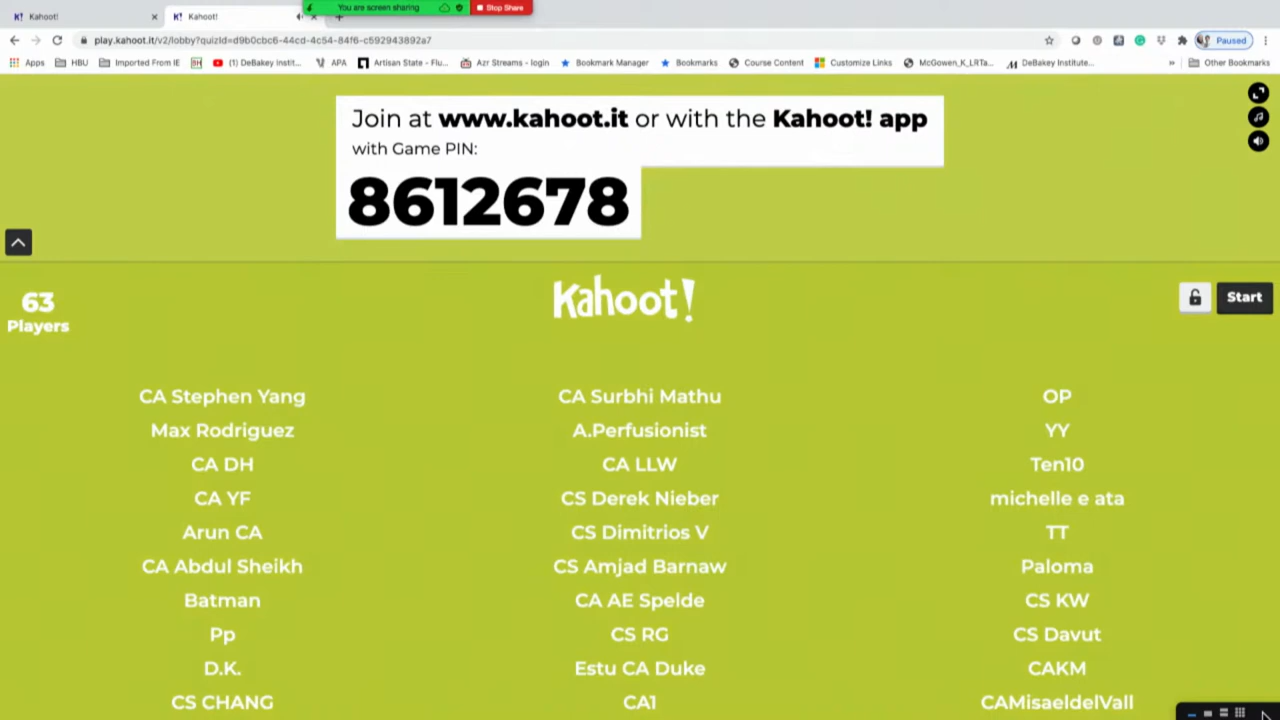 Kahoot!
Kahoot!
You are screen sharing
Stop Share
play.kahoot.it/v2/lobby?quizId=d9b0cbc6-44cd-4c54-84f6-c592943892a7
Paused
Apps
HBU
Imported From IE
(1) DeBakey Instit...
APA
Artisan State - Flu...
Azr Streams - login
Bookmark Manager
Bookmarks
Course Content
Customize Links
McGowen_K_LRTa...
DeBakey Institute...
»
Other Bookmarks
Join at www.kahoot.it or with the Kahoot! app
with Game PIN:
8612678
63
Players
Kahoot!
Start
CA Stephen Yang
CA Surbhi Mathu
OP
Max Rodriguez
A.Perfusionist
YY
CA DH
CA LLW
Ten10
CA YF
CS Derek Nieber
michelle e ata
Arun CA
CS Dimitrios V
TT
CA Abdul Sheikh
CS Amjad Barnaw
Paloma
Batman
CA AE Spelde
CS KW
Pp
CS RG
CS Davut
D.K.
Estu CA Duke
CAKM
CS CHANG
CA1
CAMisaeldelVall